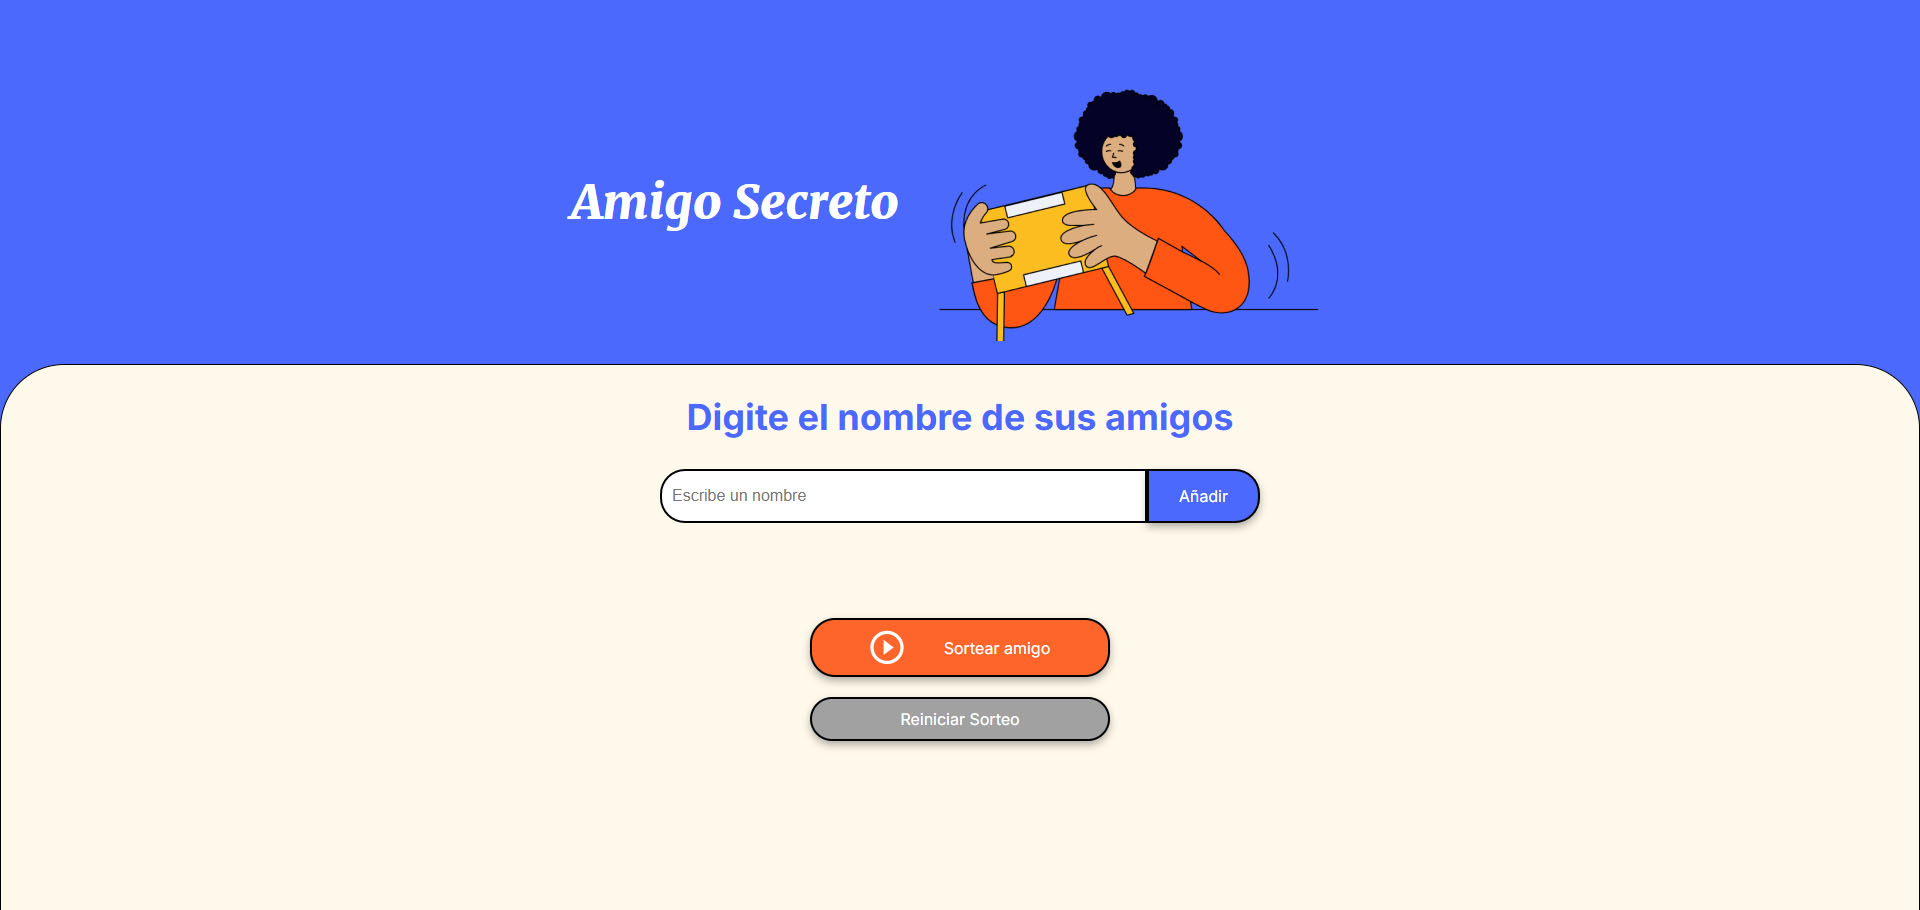 Amigo Secreto
Digite el nombre de sus amigos
Escribe un nombre
Añadir
Sortear amigo
Reiniciar Sorteo